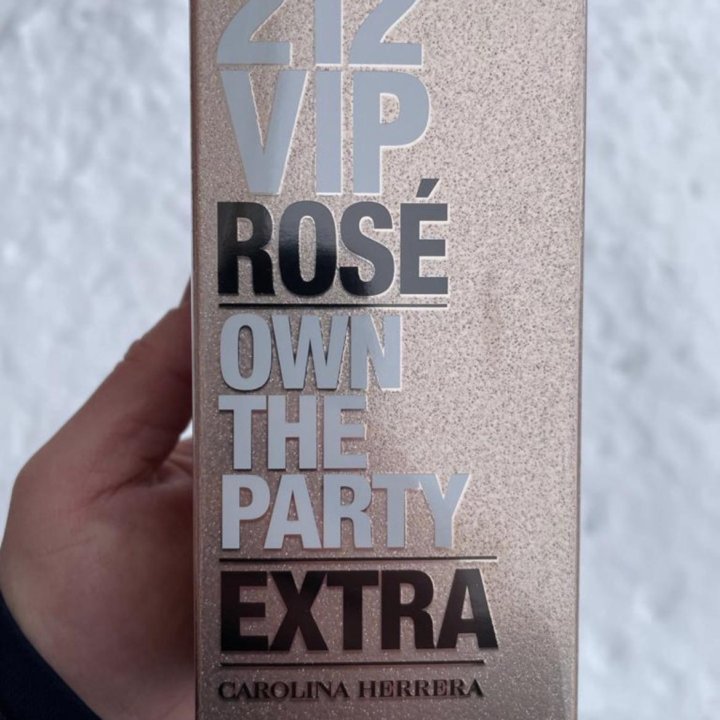 212
VIP
ROSÉ
OWN
THE
PARTY
EXTRA
CAROLINA HERRERA